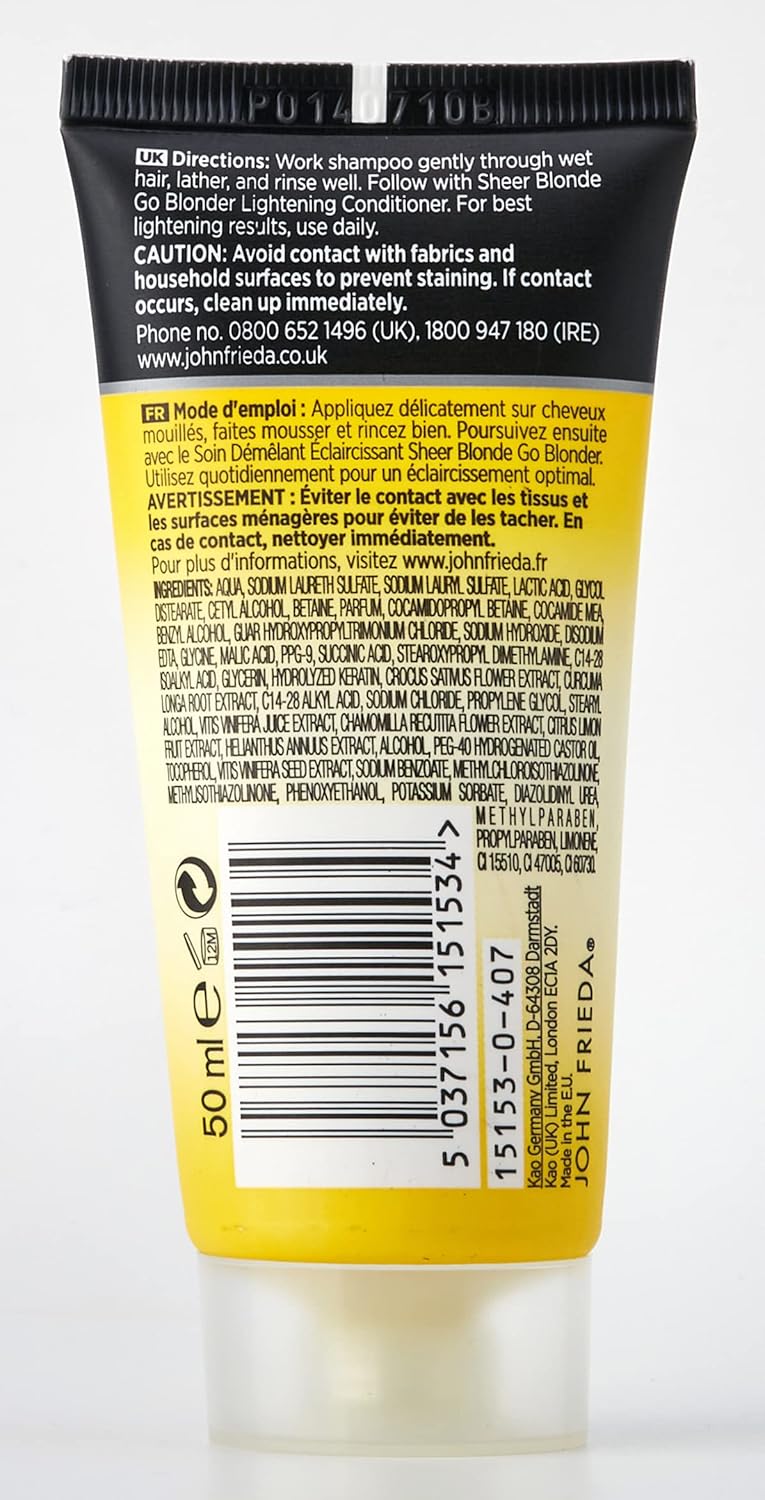 P0140710B
UK Directions: Work shampoo gently through wet
hair, lather, and rinse well. Follow with Sheer Blonde
Go Blonder Lightening Conditioner. For best
lightening results, use daily.
CAUTION: Avoid contact with fabrics and
household surfaces to prevent staining. If contact
occurs, clean up immediately.
Phone no. 0800 652 1496 (UK), 1800 947 180 (IRE)
www.johnfrieda.co.uk
FR Mode d'emploi : Appliquez délicatement sur cheveux
mouillés, faites mousser et rincez bien. Poursuivez ensuite
avec le Soin Démêlant Éclaircissant Sheer Blonde Go Blonder.
Utilisez quotidiennement pour un éclaircissement optimal.
AVERTISSEMENT : Éviter le contact avec les tissus et
les surfaces ménagères pour éviter de les tacher. En
cas de contact, nettoyer immédiatement.
Pour plus d'informations, visitez www.johnfrieda.fr
INGREDIENTS: AQUA, SODIUM LAURETH SULFATE, SODIUM LAURYL SULFATE, LACTIC ACID, GLYCOL
DISTEARATE, CETYL ALCOHOL, BETAINE, PARFUM, COCAMIDOPROPYL BETAINE, COCAMIDE MEA,
BENZYL ALCOHOL, GUAR HYDROXYPROPYLTRIMONIUM CHLORIDE, SODIUM HYDROXIDE, DISODIUM
EDTA, GLYCINE, MALIC ACID, PPG-9, SUCCINIC ACID, STEAROXYPROPYL DIMETHYLAMINE, C14-28
ISOALKYL ACID, GLYCERIN, HYDROLYZED KERATIN, CROCUS SATIVUS FLOWER EXTRACT, CURCUMA
LONGA ROOT EXTRACT, C14-28 ALKYL ACID, SODIUM CHLORIDE, PROPYLENE GLYCOL, STEARYL
ALCOHOL, VITIS VINIFERA JUICE EXTRACT, CHAMOMILLA RECUTITA FLOWER EXTRACT, CITRUS LIMON
FRUIT EXTRACT, HELIANTHUS ANNUUS EXTRACT, ALCOHOL, PEG-40 HYDROGENATED CASTOR OIL,
TOCOPHEROL, VITIS VINIFERA SEED EXTRACT, SODIUM BENZOATE, METHYLCHLOROISOTHIAZOLINONE,
METHYLISOTHIAZOLINONE, PHENOXYETHANOL, POTASSIUM SORBATE, DIAZOLIDINYL UREA,
METHYLPARABEN,
PROPYLPARABEN, LIMONENE,
CI 15510, CI 47005, CI 60730.
12M
50 ml e
5 037156 151534 >
15153-0-407
Kao Germany GmbH. D-64308 Darmstadt
Kao (UK) Limited, London EC1A 2DY.
Made in the E.U.
JOHN FRIEDA®